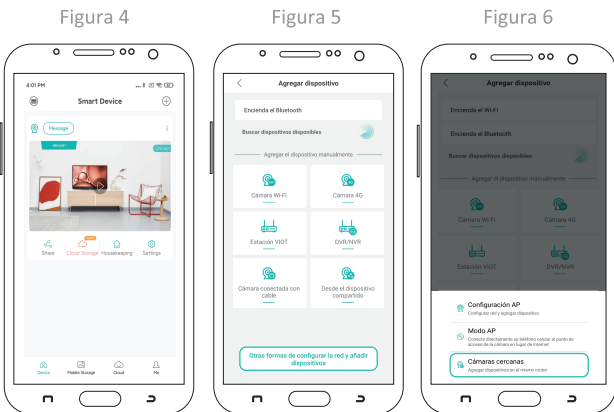 Figura 4
Figura 5
Figura 6
4:01 PM
Smart Device
Message
Share
Cloud Storage
Housekeeping
Settings
Device
Mobile Storage
Cloud
Me
Agregar dispositivo
Encienda el Bluetooth
Buscar dispositivos disponibles
Agregar el dispositivo manualmente
Cámara Wi-Fi
Cámara 4G
Estación VIOT
DVR/NVR
Cámara conectada con
cable
Desde el dispositivo
compartido
Otras formas de configurar la red y añadir
dispositivos
Agregar dispositivo
Encienda el Wi-Fi
Encienda el Bluetooth
Buscar dispositivos disponibles
Agregar el dispositivo manualmente
Cámara Wi-Fi
Cámara 4G
Estación VIOT
DVR/NVR
Configuración AP
Configurar red y agregar dispositivo
Modo AP
Conecte directamente su teléfono celular al punto de
acceso de la cámara en lugar de Internet
Cámaras cercanas
Agregar dispositivos en el mismo router